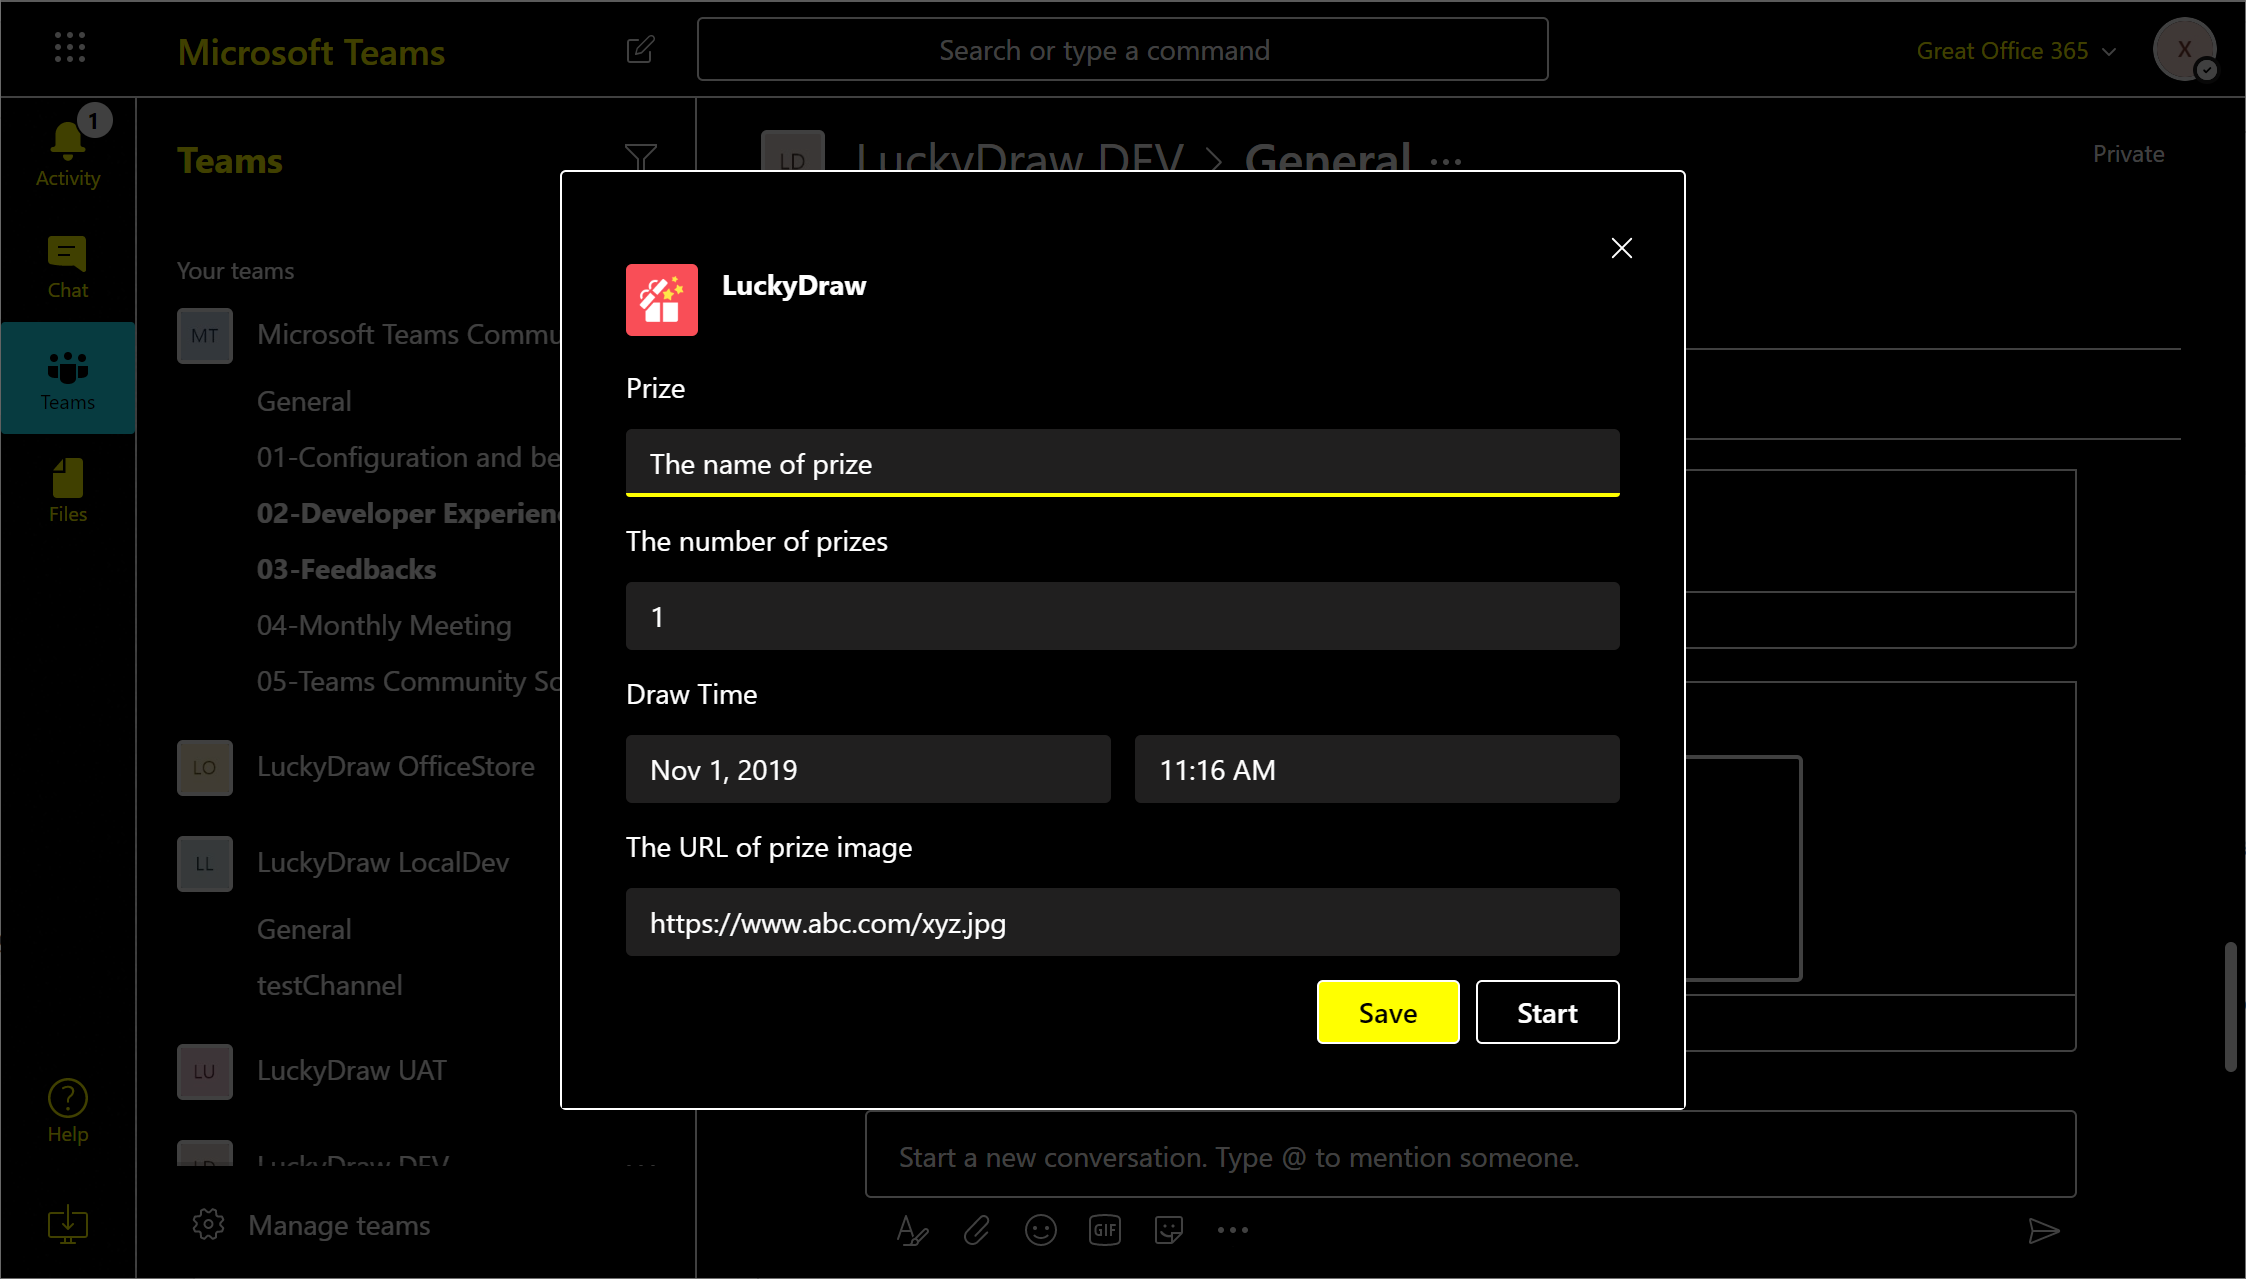 Microsoft Teams
Search or type a command
Great Office 365
X
1
Activity
Chat
Teams
Files
Help
Teams
Your teams
MT
Microsoft Teams Commu
General
01-Configuration and be
02-Developer Experien
03-Feedbacks
04-Monthly Meeting
05-Teams Community So
LO
LuckyDraw OfficeStore
LL
LuckyDraw LocalDev
General
testChannel
LU
LuckyDraw UAT
LD
LuckyDraw DEV
Manage teams
LD
LuckyDraw DEV > General ...
Private
LuckyDraw
Prize
The name of prize
The number of prizes
1
Draw Time
Nov 1, 2019
11:16 AM
The URL of prize image
https://www.abc.com/xyz.jpg
Save
Start
Start a new conversation. Type @ to mention someone.
GIF